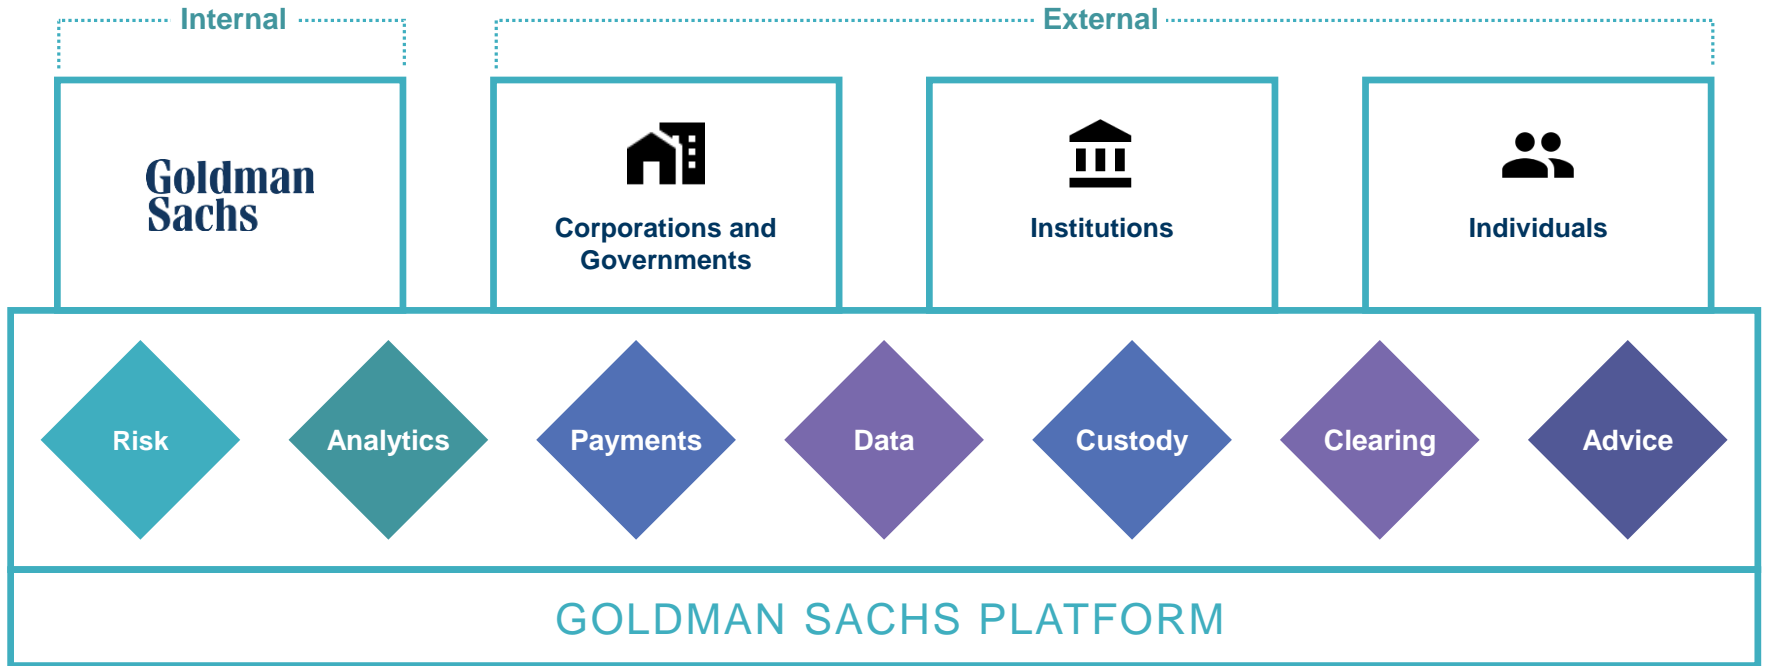 Internal
External
Goldman
Sachs
Corporations and
Governments
Institutions
Individuals
Risk
Analytics
Payments
Data
Custody
Clearing
Advice
GOLDMAN SACHS PLATFORM